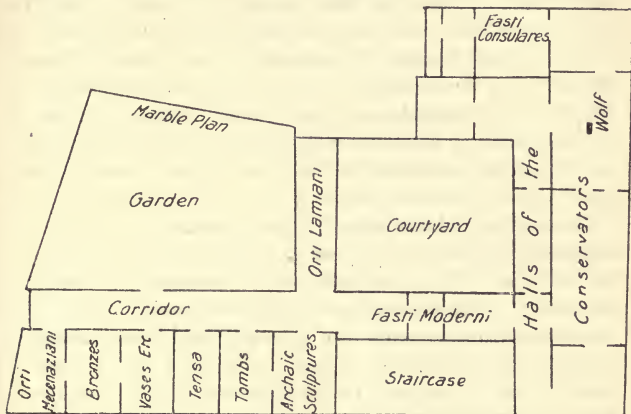 Fasti
Consulares
Marble Plan
Wolf
Garden
Orti Lamiani
Courtyard
Halls of the
Conservators
Corridor
Fasti Moderni
Orti
Mecenaziani
Bronzes
Vases Etc
Tensa
Tombs
Archaic
Sculptures
Staircase